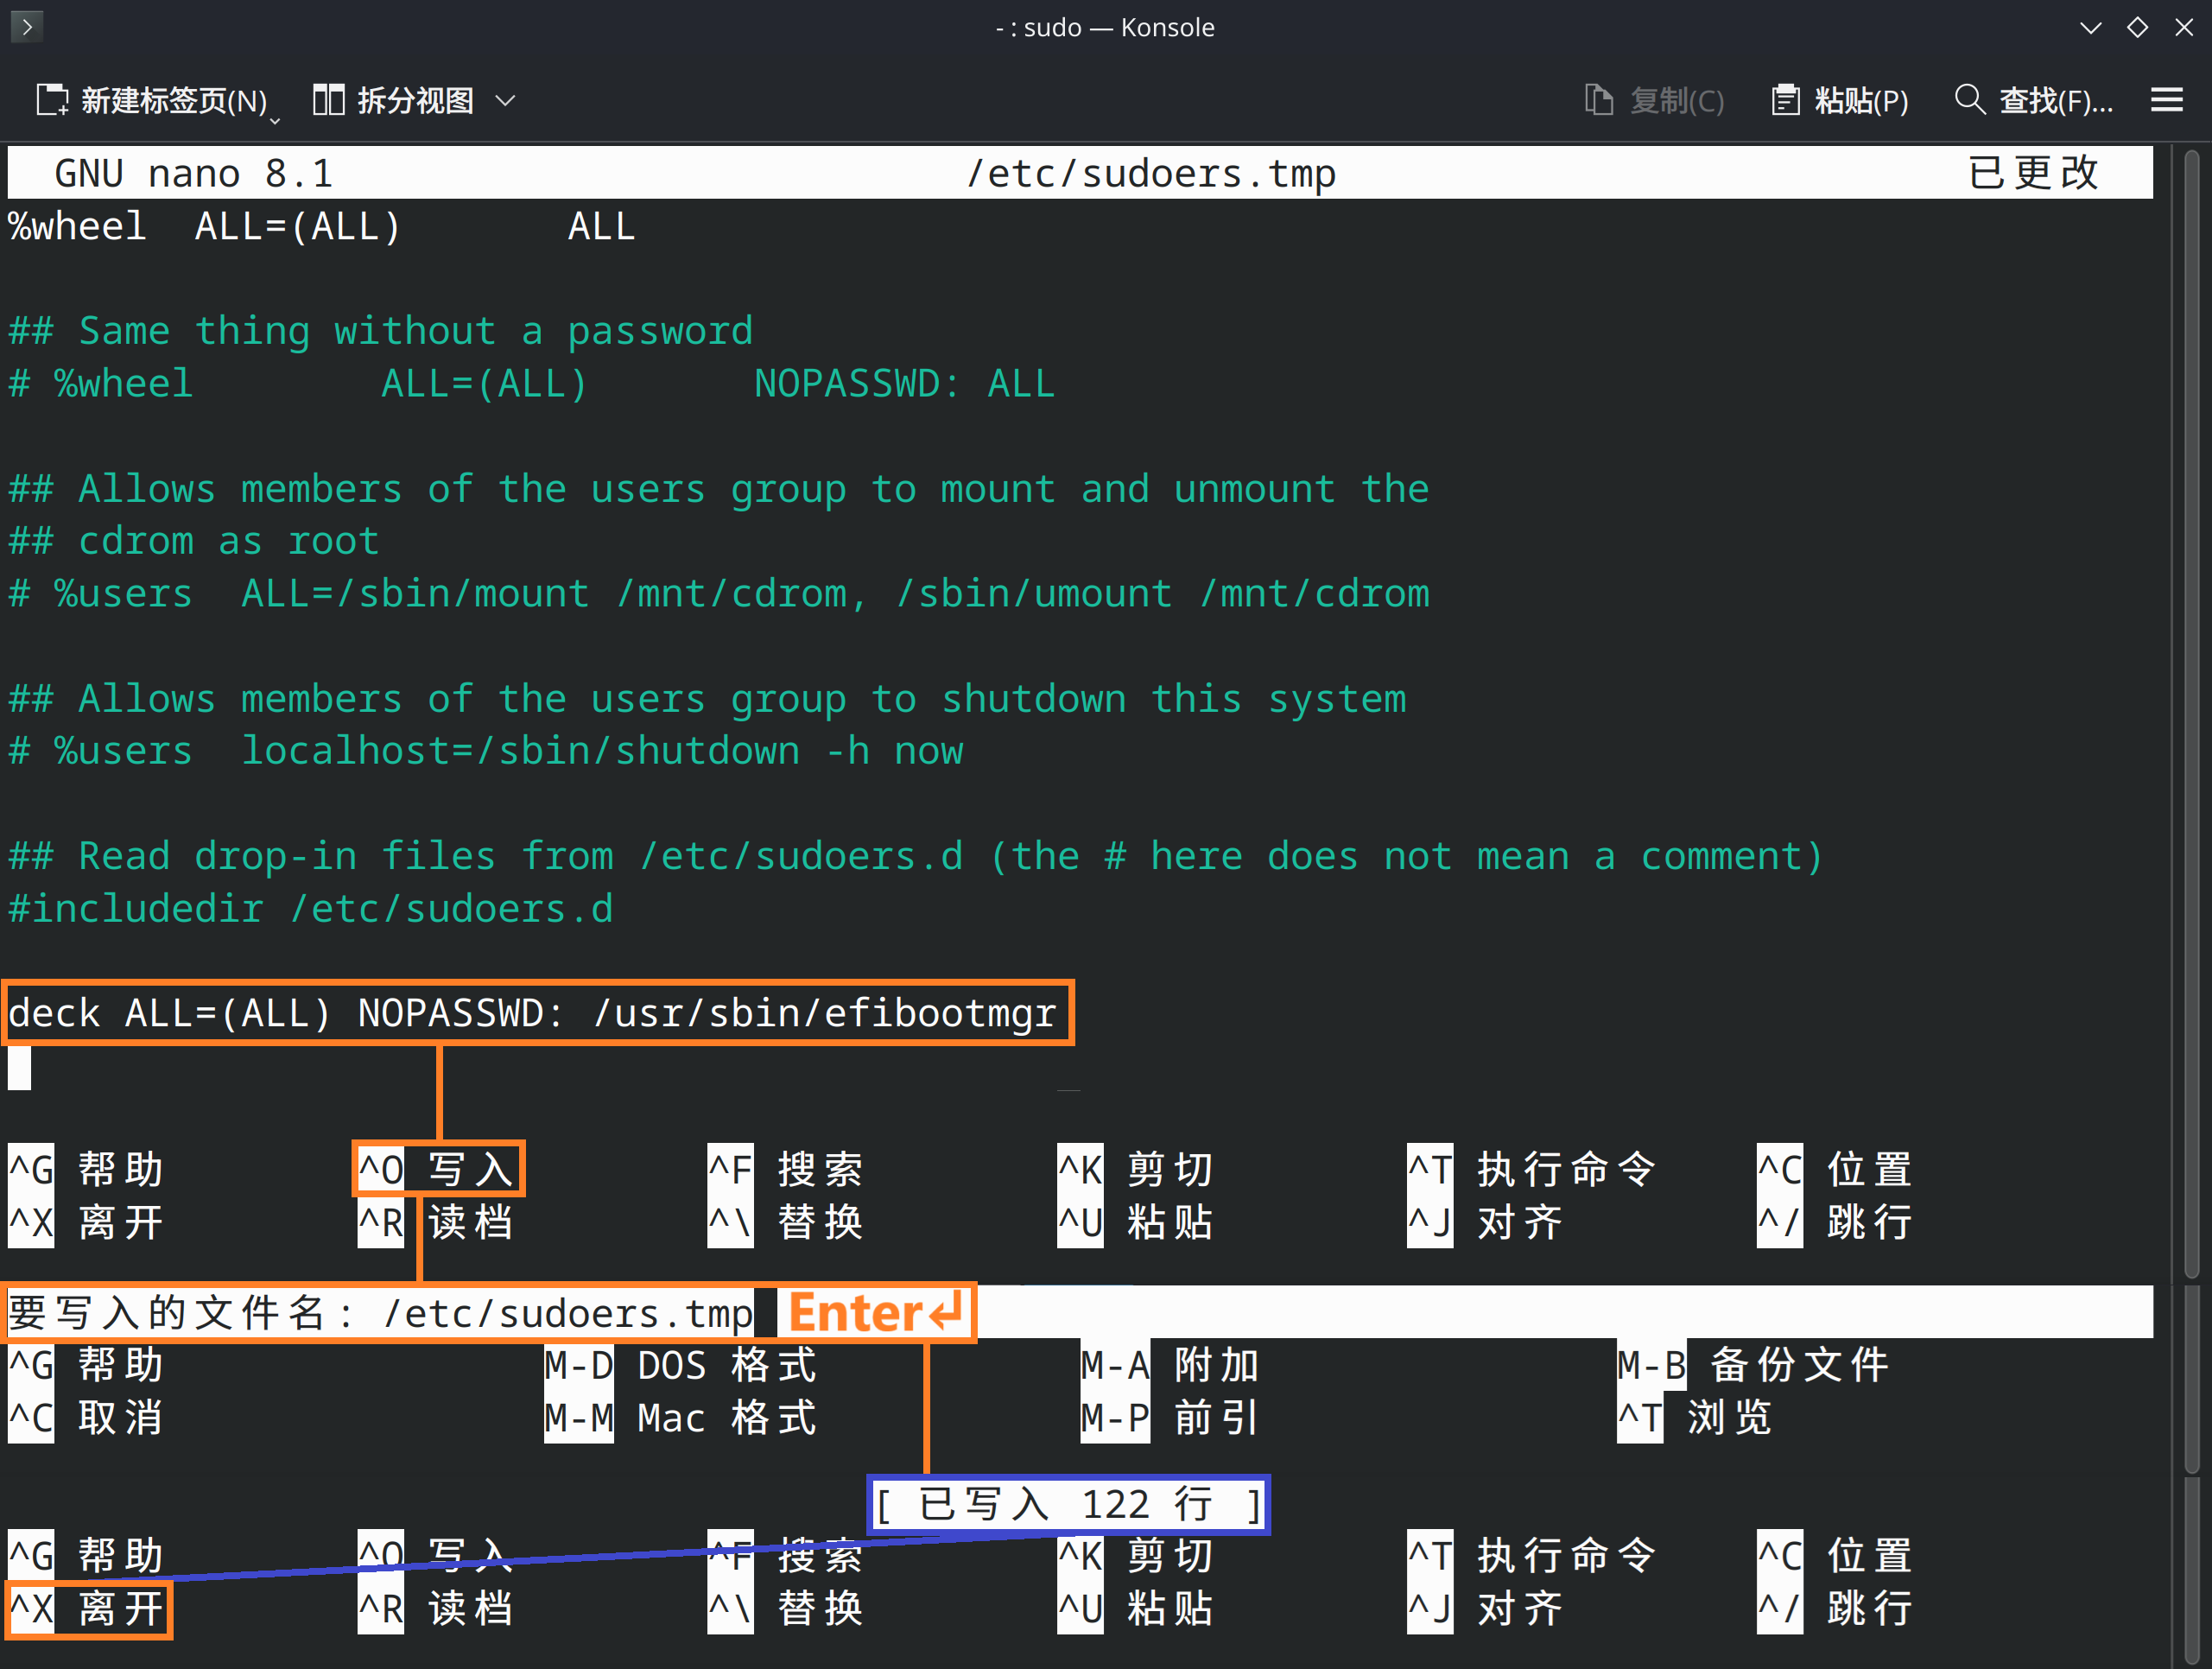 - : sudo — Konsole
新建标签页(N) 拆分视图 复制(C) 粘贴(P) 查找(F)...
GNU nano 8.1 /etc/sudoers.tmp 已更改
%wheel ALL=(ALL) ALL
## Same thing without a password
# %wheel ALL=(ALL) NOPASSWD: ALL
## Allows members of the users group to mount and unmount the
## cdrom as root
# %users ALL=/sbin/mount /mnt/cdrom, /sbin/umount /mnt/cdrom
## Allows members of the users group to shutdown this system
# %users localhost=/sbin/shutdown -h now
## Read drop-in files from /etc/sudoers.d (the # here does not mean a comment)
#includedir /etc/sudoers.d
deck ALL=(ALL) NOPASSWD: /usr/sbin/efibootmgr
^G 帮助 ^O 写入 ^F 搜索 ^K 剪切 ^T 执行命令 ^C 位置
^X 离开 ^R 读档 ^\ 替换 ^U 粘贴 ^J 对齐 ^/ 跳行
要写入的文件名: /etc/sudoers.tmp Enter↵
^G 帮助 M-D DOS 格式 M-A 附加 M-B 备份文件
^C 取消 M-M Mac 格式 M-P 前引 ^T 浏览
[ 已写入 122 行 ]
^G 帮助 ^O 写入 ^F 搜索 ^K 剪切 ^T 执行命令 ^C 位置
^X 离开 ^R 读档 ^\ 替换 ^U 粘贴 ^J 对齐 ^/ 跳行